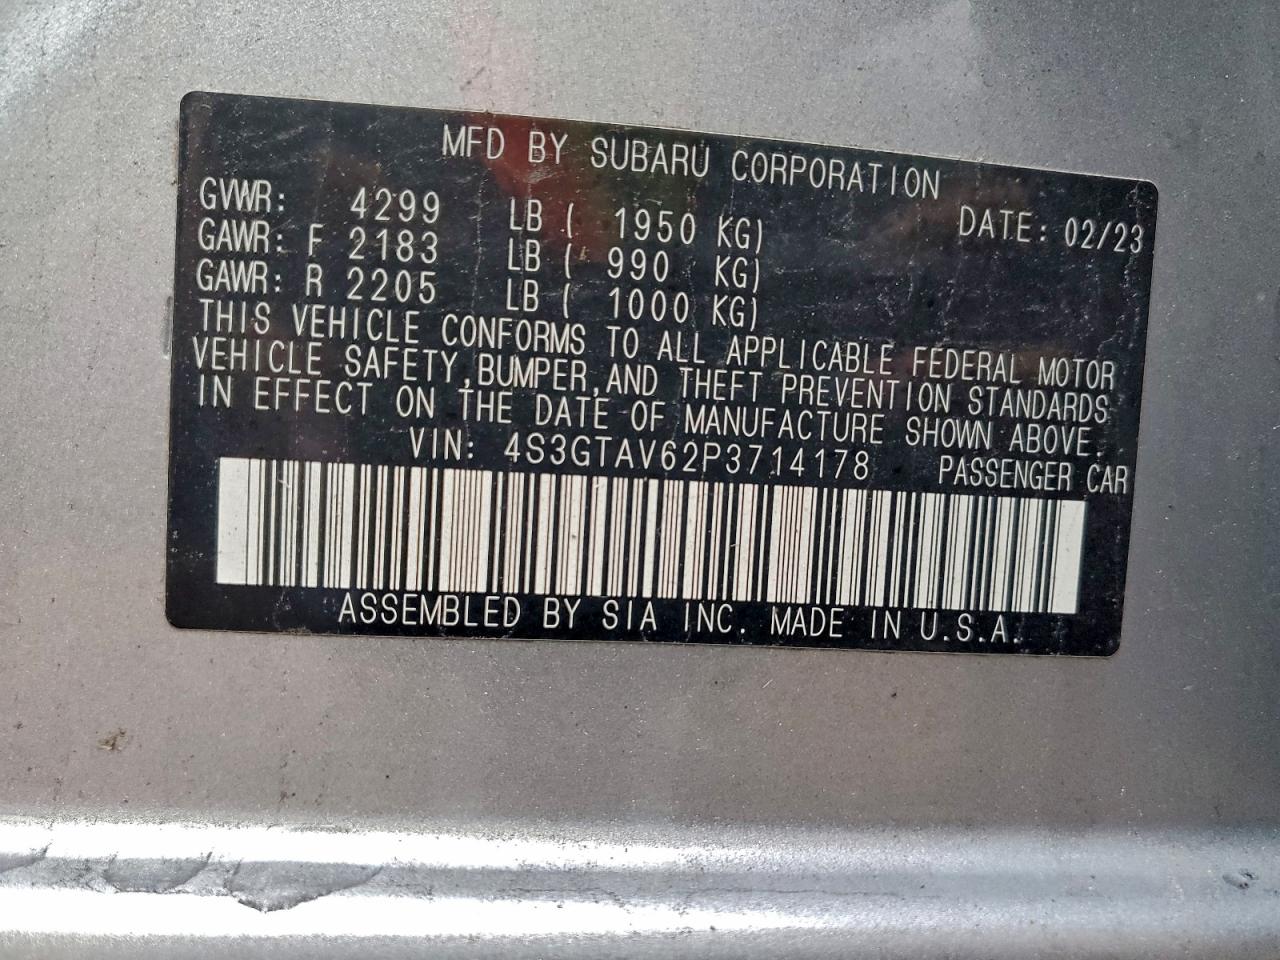 MFD BY SUBARU CORPORATION
GVWR: 4299 LB ( 1950 KG) DATE: 02/23
GAWR: F 2183 LB ( 990 KG)
GAWR: R 2205 LB ( 1000 KG)
THIS VEHICLE CONFORMS TO ALL APPLICABLE FEDERAL MOTOR
VEHICLE SAFETY,BUMPER,AND THEFT PREVENTION STANDARDS
IN EFFECT ON THE DATE OF MANUFACTURE SHOWN ABOVE.
VIN: 4S3GTAV62P3714178 PASSENGER CAR
ASSEMBLED BY SIA INC. MADE IN U.S.A.